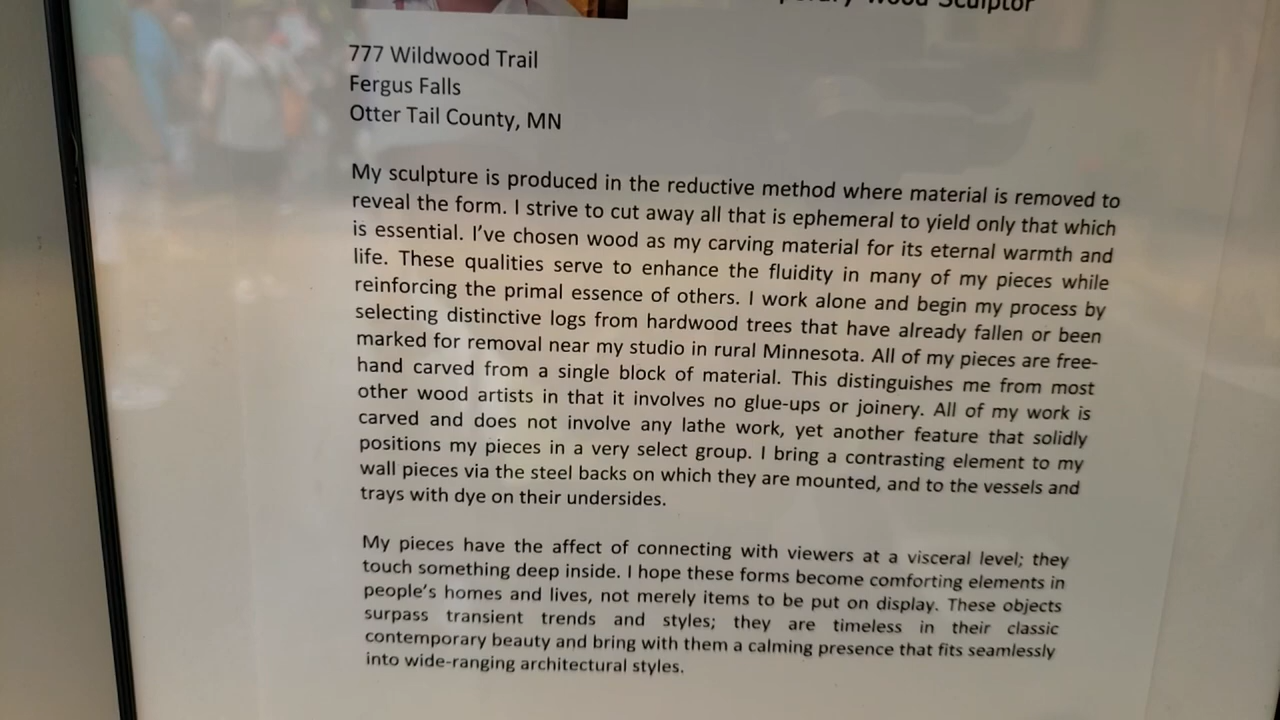 Wood Sculptor
777 Wildwood Trail
Fergus Falls
Otter Tail County, MN
My sculpture is produced in the reductive method where material is removed to
reveal the form. I strive to cut away all that is ephemeral to yield only that which
is essential. I've chosen wood as my carving material for its eternal warmth and
life. These qualities serve to enhance the fluidity in many of my pieces while
reinforcing the primal essence of others. I work alone and begin my process by
selecting distinctive logs from hardwood trees that have already fallen or been
marked for removal near my studio in rural Minnesota. All of my pieces are free-
hand carved from a single block of material. This distinguishes me from most
other wood artists in that it involves no glue-ups or joinery. All of my work is
carved and does not involve any lathe work, yet another feature that solidly
positions my pieces in a very select group. I bring a contrasting element to my
wall pieces via the steel backs on which they are mounted, and to the vessels and
trays with dye on their undersides.
My pieces have the affect of connecting with viewers at a visceral level; they
touch something deep inside. I hope these forms become comforting elements in
people's homes and lives, not merely items to be put on display. These objects
surpass transient trends and styles; they are timeless in their classic
contemporary beauty and bring with them a calming presence that fits seamlessly
into wide-ranging architectural styles.